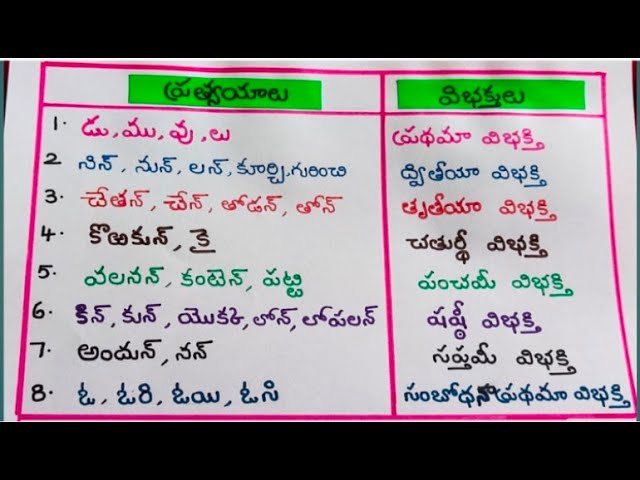 ప్రత్యయాలు విభక్తులు
1. డు, ము, వు, లు ప్రథమా విభక్తి
2 నిన్, నున్, లన్, కూర్చి, గురించి ద్వితీయా విభక్తి
3. చేతన్, చేన్, తోడన్, తోన్ తృతీయా విభక్తి
4. కొఱకున్, కై చతుర్థీ విభక్తి
5. వలనన్, కంటెన్, పట్టి పంచమీ విభక్తి
6. కిన్, కున్, యొక్క, లోన్, లోపలన్ షష్ఠీ విభక్తి
7. అందున్, నన్ సప్తమీ విభక్తి
8. ఓ, ఓరి, ఓయి, ఓసి సంబోధనా ప్రథమా విభక్తి